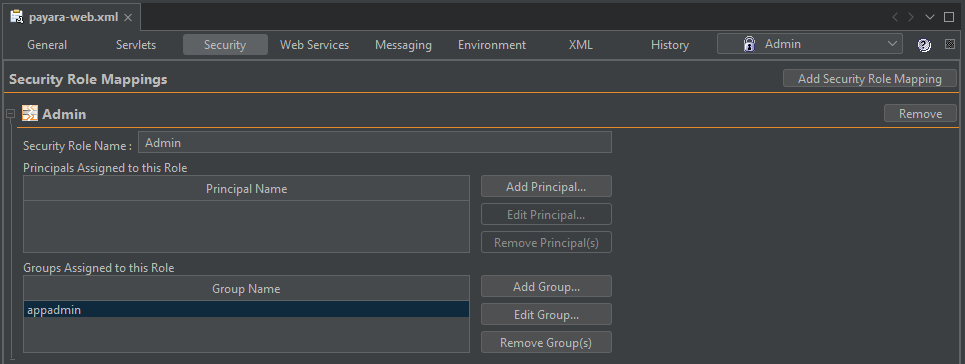 payara-web.xml
General Servlets Security Web Services Messaging Environment XML History Admin
Security Role Mappings Add Security Role Mapping
Admin Remove
Security Role Name : Admin
Principals Assigned to this Role
Principal Name Add Principal...
Edit Principal...
Remove Principal(s)
Groups Assigned to this Role
Group Name Add Group...
appadmin Edit Group...
Remove Group(s)